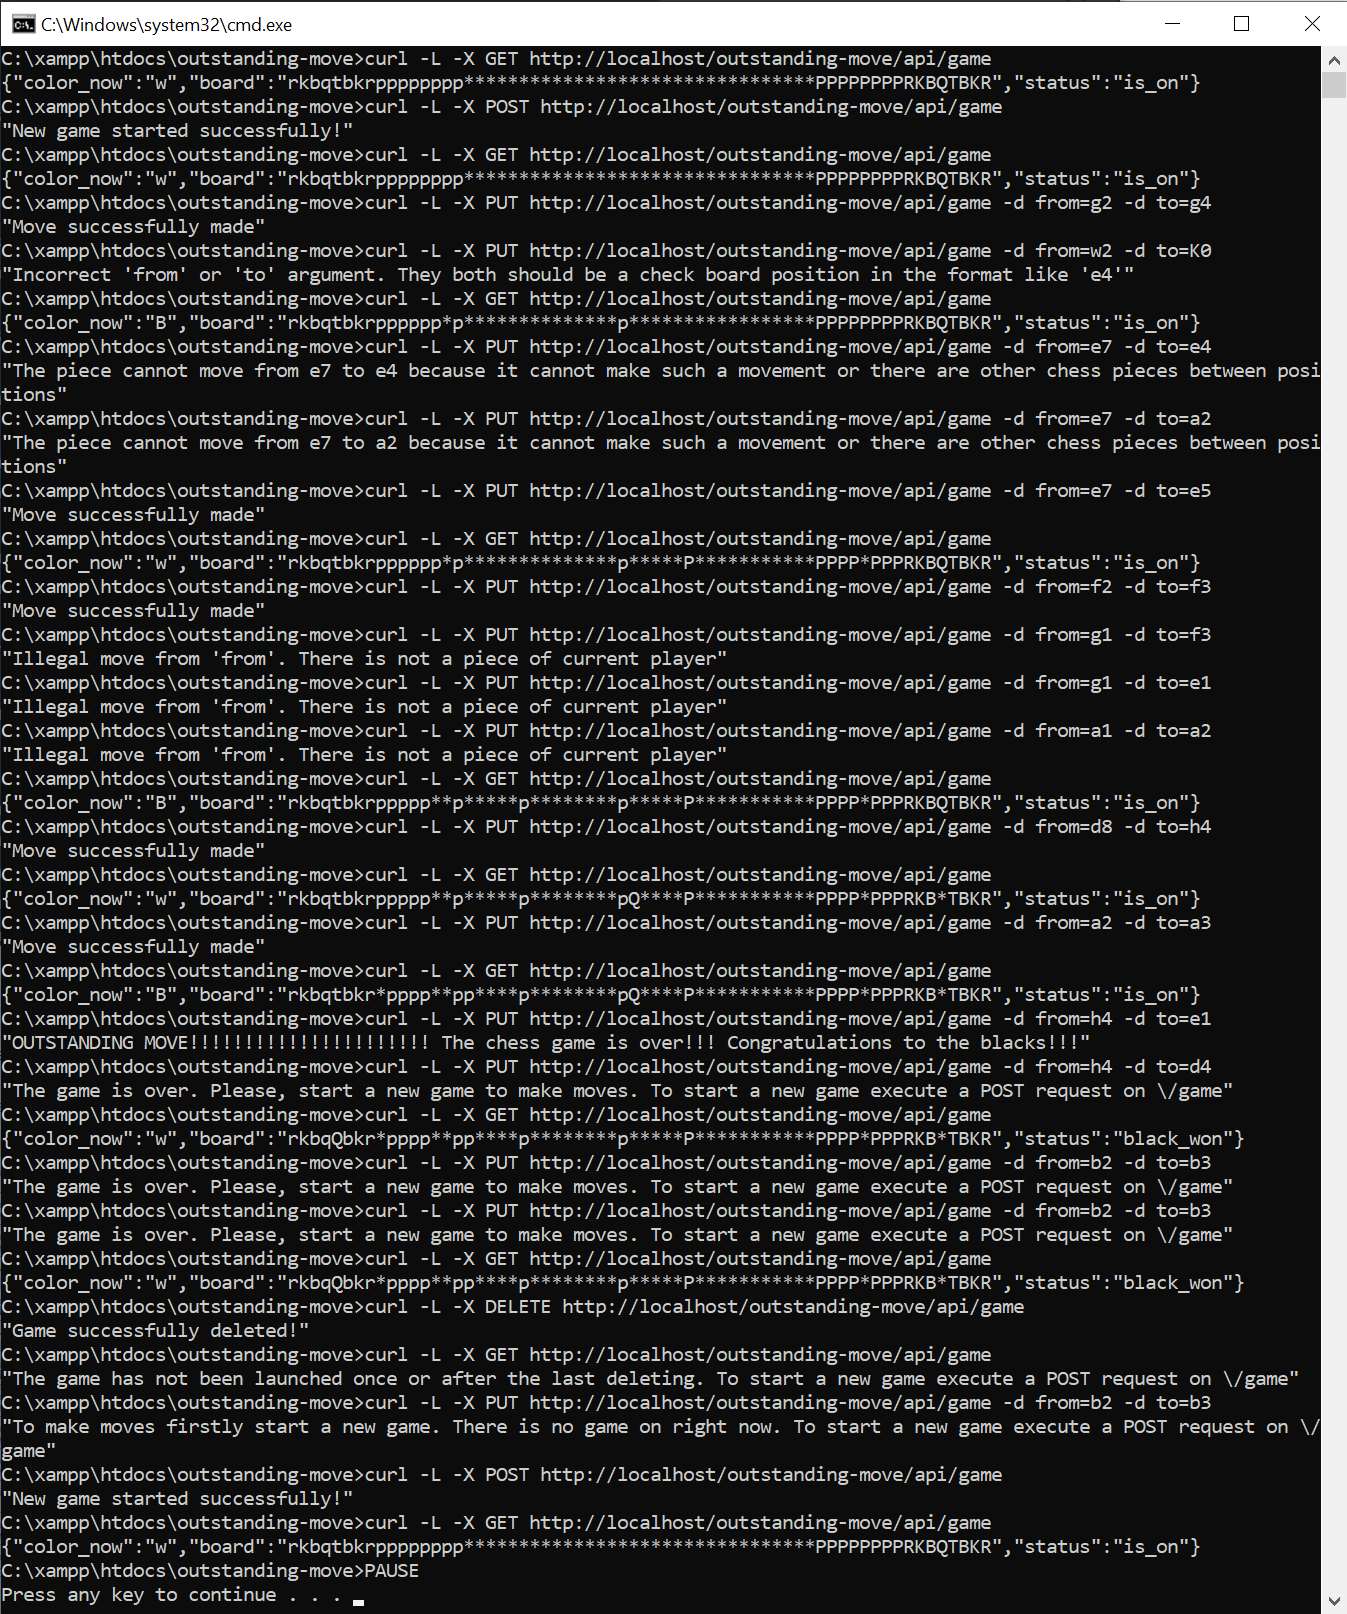 C:\Windows\system32\cmd.exe
C:\xampp\htdocs\outstanding-move>curl -L -X GET http://localhost/outstanding-move/api/game
{"color_now":"w","board":"rkbqtbkrpppppppp********************************PPPPPPPPRKBQTBKR","status":"is_on"}
C:\xampp\htdocs\outstanding-move>curl -L -X POST http://localhost/outstanding-move/api/game
"New game started successfully!"
C:\xampp\htdocs\outstanding-move>curl -L -X GET http://localhost/outstanding-move/api/game
{"color_now":"w","board":"rkbqtbkrpppppppp********************************PPPPPPPPRKBQTBKR","status":"is_on"}
C:\xampp\htdocs\outstanding-move>curl -L -X PUT http://localhost/outstanding-move/api/game -d from=g2 -d to=g4
"Move successfully made"
C:\xampp\htdocs\outstanding-move>curl -L -X PUT http://localhost/outstanding-move/api/game -d from=w2 -d to=K0
"Incorrect 'from' or 'to' argument. They both should be a check board position in the format like 'e4'"
C:\xampp\htdocs\outstanding-move>curl -L -X GET http://localhost/outstanding-move/api/game
{"color_now":"B","board":"rkbqtbkrpppppp*p**************p*****************PPPPPPPPRKBQTBKR","status":"is_on"}
C:\xampp\htdocs\outstanding-move>curl -L -X PUT http://localhost/outstanding-move/api/game -d from=e7 -d to=e4
"The piece cannot move from e7 to e4 because it cannot make such a movement or there are other chess pieces between posi
tions"
C:\xampp\htdocs\outstanding-move>curl -L -X PUT http://localhost/outstanding-move/api/game -d from=e7 -d to=a2
"The piece cannot move from e7 to a2 because it cannot make such a movement or there are other chess pieces between posi
tions"
C:\xampp\htdocs\outstanding-move>curl -L -X PUT http://localhost/outstanding-move/api/game -d from=e7 -d to=e5
"Move successfully made"
C:\xampp\htdocs\outstanding-move>curl -L -X GET http://localhost/outstanding-move/api/game
{"color_now":"w","board":"rkbqtbkrpppppp*p**************p*****P***********PPPP*PPPRKBQTBKR","status":"is_on"}
C:\xampp\htdocs\outstanding-move>curl -L -X PUT http://localhost/outstanding-move/api/game -d from=f2 -d to=f3
"Move successfully made"
C:\xampp\htdocs\outstanding-move>curl -L -X PUT http://localhost/outstanding-move/api/game -d from=g1 -d to=f3
"Illegal move from 'from'. There is not a piece of current player"
C:\xampp\htdocs\outstanding-move>curl -L -X PUT http://localhost/outstanding-move/api/game -d from=g1 -d to=e1
"Illegal move from 'from'. There is not a piece of current player"
C:\xampp\htdocs\outstanding-move>curl -L -X PUT http://localhost/outstanding-move/api/game -d from=a1 -d to=a2
"Illegal move from 'from'. There is not a piece of current player"
C:\xampp\htdocs\outstanding-move>curl -L -X GET http://localhost/outstanding-move/api/game
{"color_now":"B","board":"rkbqtbkrppppp**p*****p********p*****P***********PPPP*PPPRKBQTBKR","status":"is_on"}
C:\xampp\htdocs\outstanding-move>curl -L -X PUT http://localhost/outstanding-move/api/game -d from=d8 -d to=h4
"Move successfully made"
C:\xampp\htdocs\outstanding-move>curl -L -X GET http://localhost/outstanding-move/api/game
{"color_now":"w","board":"rkbqtbkrppppp**p*****p********pQ****P***********PPPP*PPPRKB*TBKR","status":"is_on"}
C:\xampp\htdocs\outstanding-move>curl -L -X PUT http://localhost/outstanding-move/api/game -d from=a2 -d to=a3
"Move successfully made"
C:\xampp\htdocs\outstanding-move>curl -L -X GET http://localhost/outstanding-move/api/game
{"color_now":"B","board":"rkbqtbkr*pppp**pp****p********pQ****P***********PPPP*PPPRKB*TBKR","status":"is_on"}
C:\xampp\htdocs\outstanding-move>curl -L -X PUT http://localhost/outstanding-move/api/game -d from=h4 -d to=e1
"OUTSTANDING MOVE!!!!!!!!!!!!!!!!!!!!!! The chess game is over!!! Congratulations to the blacks!!!"
C:\xampp\htdocs\outstanding-move>curl -L -X PUT http://localhost/outstanding-move/api/game -d from=h4 -d to=d4
"The game is over. Please, start a new game to make moves. To start a new game execute a POST request on \/game"
C:\xampp\htdocs\outstanding-move>curl -L -X GET http://localhost/outstanding-move/api/game
{"color_now":"w","board":"rkbqQbkr*pppp**pp****p********p*****P***********PPPP*PPPRKB*TBKR","status":"black_won"}
C:\xampp\htdocs\outstanding-move>curl -L -X PUT http://localhost/outstanding-move/api/game -d from=b2 -d to=b3
"The game is over. Please, start a new game to make moves. To start a new game execute a POST request on \/game"
C:\xampp\htdocs\outstanding-move>curl -L -X PUT http://localhost/outstanding-move/api/game -d from=b2 -d to=b3
"The game is over. Please, start a new game to make moves. To start a new game execute a POST request on \/game"
C:\xampp\htdocs\outstanding-move>curl -L -X GET http://localhost/outstanding-move/api/game
{"color_now":"w","board":"rkbqQbkr*pppp**pp****p********p*****P***********PPPP*PPPRKB*TBKR","status":"black_won"}
C:\xampp\htdocs\outstanding-move>curl -L -X DELETE http://localhost/outstanding-move/api/game
"Game successfully deleted!"
C:\xampp\htdocs\outstanding-move>curl -L -X GET http://localhost/outstanding-move/api/game
"The game has not been launched once or after the last deleting. To start a new game execute a POST request on \/game"
C:\xampp\htdocs\outstanding-move>curl -L -X PUT http://localhost/outstanding-move/api/game -d from=b2 -d to=b3
"To make moves firstly start a new game. There is no game on right now. To start a new game execute a POST request on \/
game"
C:\xampp\htdocs\outstanding-move>curl -L -X POST http://localhost/outstanding-move/api/game
"New game started successfully!"
C:\xampp\htdocs\outstanding-move>curl -L -X GET http://localhost/outstanding-move/api/game
{"color_now":"w","board":"rkbqtbkrpppppppp********************************PPPPPPPPRKBQTBKR","status":"is_on"}
C:\xampp\htdocs\outstanding-move>PAUSE
Press any key to continue . . .